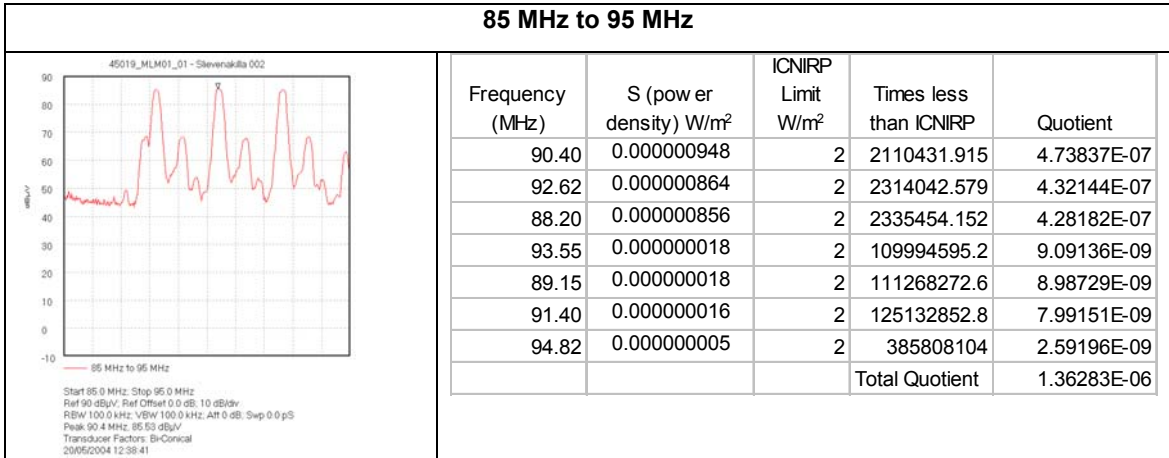 85 MHz to 95 MHz
45019_MLM01_01 - Slievenakilla 002
90
80
70
60
50
40
30
20
10
0
-10
dBµV
85 MHz to 95 MHz
Start 85.0 MHz; Stop 95.0 MHz
Ref 90 dBµV; Ref Offset 0.0 dB; 10 dB/div
RBW 100.0 kHz; VBW 100.0 kHz; Att 0 dB; Swp 0.0 pS
Peak 90.4 MHz, 85.53 dBµV
Transducer Factors: Bi-Conical
20/05/2004 12:38:41
Frequency (MHz) S (pow er density) W/m² ICNIRP Limit W/m² Times less than ICNIRP Quotient
90.40 0.000000948 2 2110431.915 4.73837E-07
92.62 0.000000864 2 2314042.579 4.32144E-07
88.20 0.000000856 2 2335454.152 4.28182E-07
93.55 0.000000018 2 109994595.2 9.09136E-09
89.15 0.000000018 2 111268272.6 8.98729E-09
91.40 0.000000016 2 125132852.8 7.99151E-09
94.82 0.000000005 2 385808104 2.59196E-09
Total Quotient 1.36283E-06